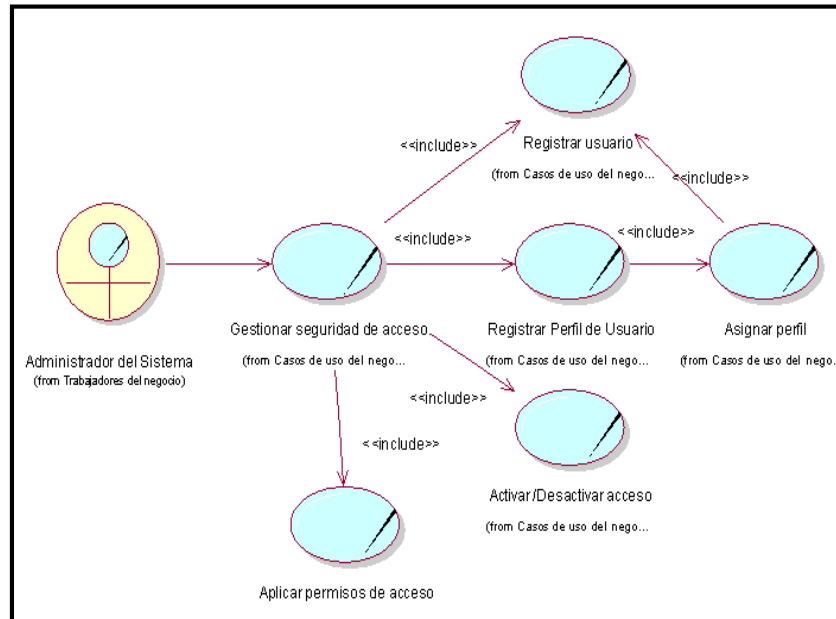 <<include>>
Registrar usuario
(from Casos de uso del nego...
<<include>>
<<include>>
<<include>>
Gestionar seguridad de acceso
(from Casos de uso del nego...
Registrar Perfil de Usuario
(from Casos de uso del nego...
Asignar perfil
(from Casos de uso del nego...
Administrador del Sistema
(from Trabajadores del negocio)
<<include>>
<<include>>
Activar/Desactivar acceso
(from Casos de uso del nego...
Aplicar permisos de acceso